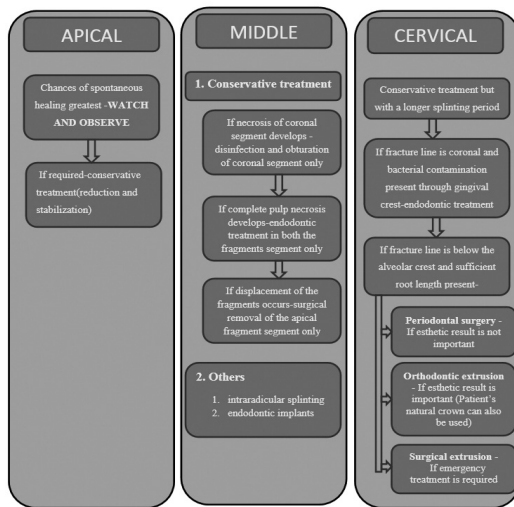 APICAL
Chances of spontaneous
healing greatest -WATCH
AND OBSERVE
If required-conservative
treatment(reduction and
stabilization)
MIDDLE
1. Conservative treatment
If necrosis of coronal
segment develops -
disinfection and obturation
of coronal segment only
If complete pulp necrosis
develops-endodontic
treatment in both the
fragments segment only
If displacement of the
fragments occurs-surgical
removal of the apical
fragment segment only
2. Others
1. intraradicular splinting
2. endodontic implants
CERVICAL
Conservative treatment but
with a longer splinting period
If fracture line is coronal and
bacterial contamination
present through gingival
crest-endodontic treatment
If fracture line is below the
alveolar crest and sufficient
root length present-
Periodontal surgery -
If esthetic result is not
important
Orthodontic extrusion
- If esthetic result is
important (Patient's
natural crown can also
be used)
Surgical extrusion -
If emergency
treatment is required